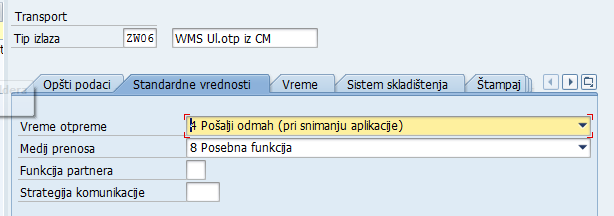 Transport
Tip izlaza ZW06 WMS Ul.otp iz CM
Opšti podaci Standardne vrednosti Vreme Sistem skladištenja Štampaj
Vreme otpreme 4 Pošalji odmah (pri snimanju aplikacije)
Medij prenosa 8 Posebna funkcija
Funkcija partnera
Strategija komunikacije